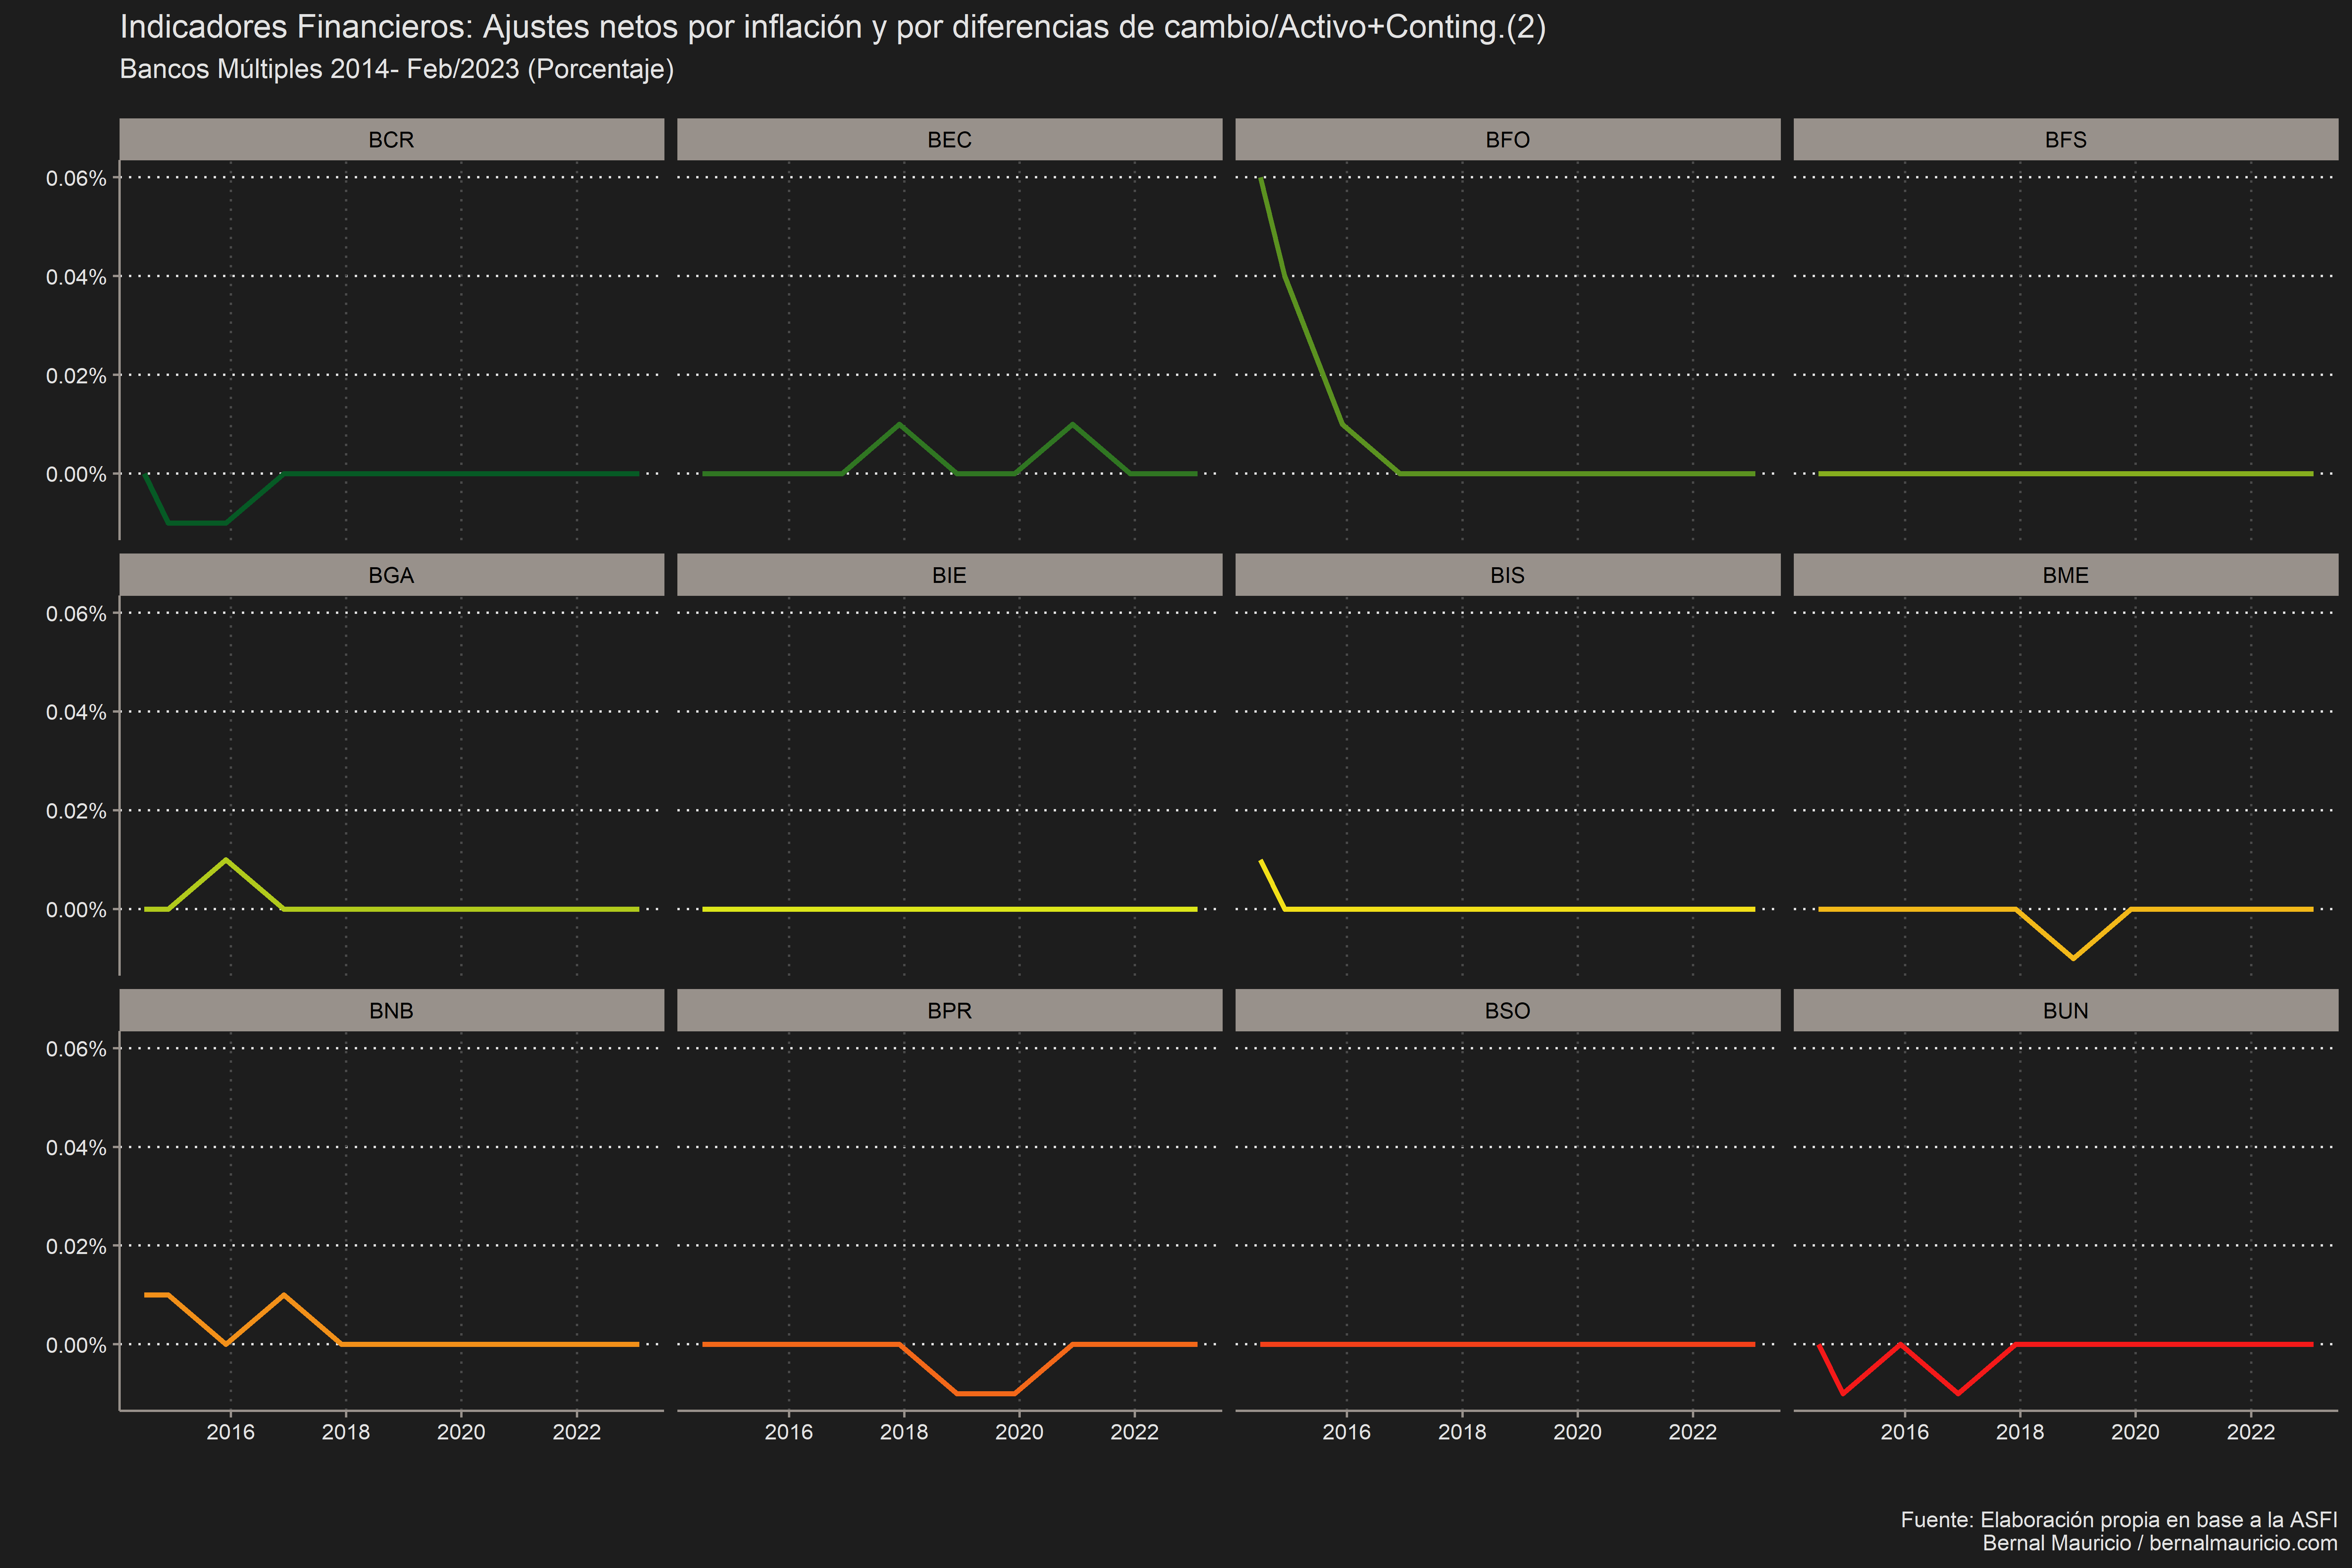 Indicadores Financieros: Ajustes netos por inflación y por diferencias de cambio/Activo+Conting.(2)
Bancos Múltiples 2014- Feb/2023 (Porcentaje)
BCR BEC BFO BFS
0.06%
0.04%
0.02%
0.00%
BGA BIE BIS BME
0.06%
0.04%
0.02%
0.00%
BNB BPR BSO BUN
0.06%
0.04%
0.02%
0.00%
2016 2018 2020 2022 2016 2018 2020 2022 2016 2018 2020 2022 2016 2018 2020 2022
Fuente: Elaboración propia en base a la ASFI
Bernal Mauricio / bernalmauricio.com